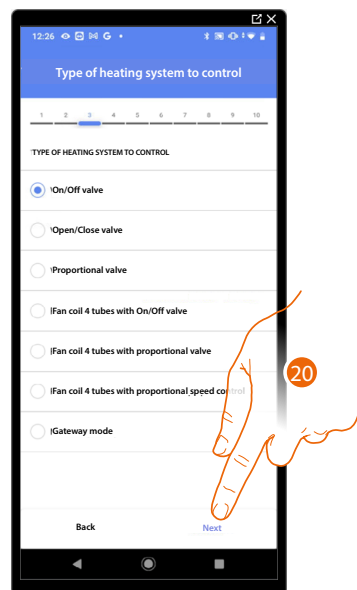 12:26 G
Type of heating system to control
1 2 3 4 5 6 7 8 9 10
TYPE OF HEATING SYSTEM TO CONTROL
On/Off valve
Open/Close valve
Proportional valve
Fan coil 4 tubes with On/Off valve
Fan coil 4 tubes with proportional valve
Fan coil 4 tubes with proportional speed control
Gateway mode
20
Back Next